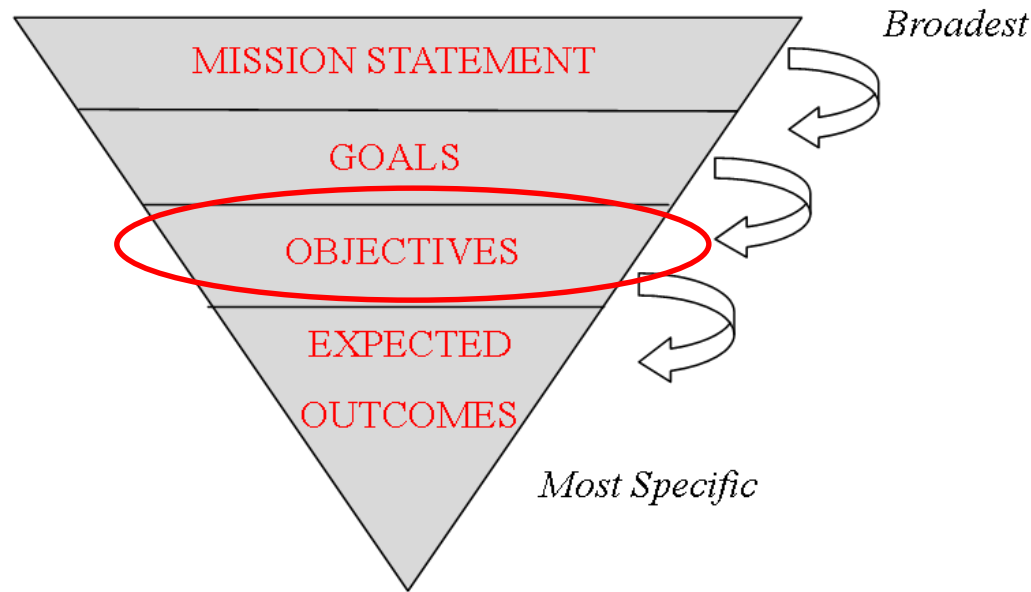 Broadest
MISSION STATEMENT
GOALS
OBJECTIVES
EXPECTED
OUTCOMES
Most Specific